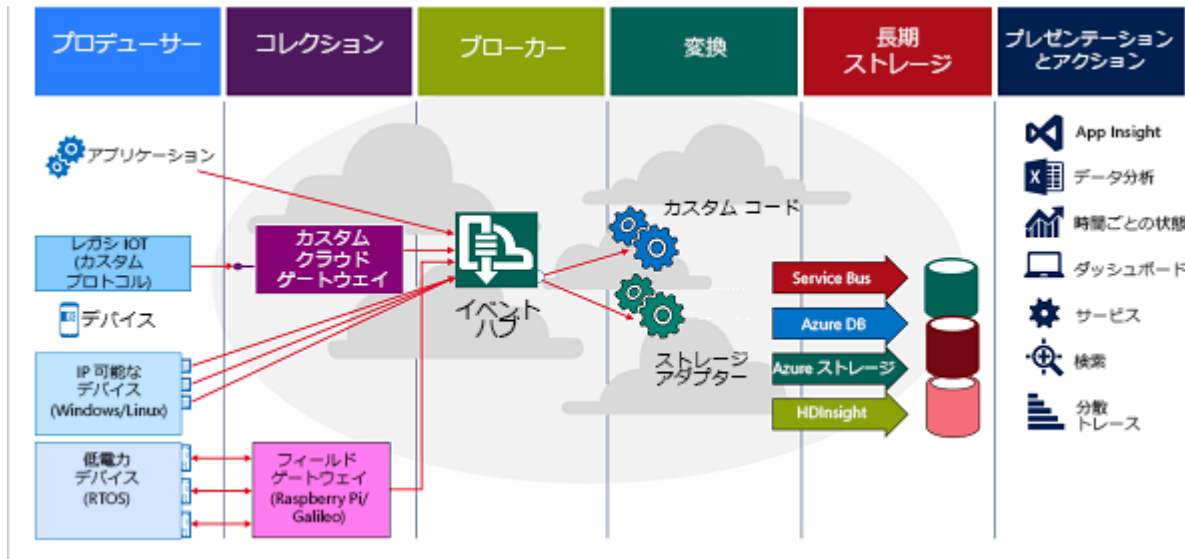 プロデューサー
コレクション
ブローカー
変換
長期
ストレージ
プレゼンテーション
とアクション
アプリケーション
レガシ IOT
(カスタム
プロトコル)
デバイス
IP 可能な
デバイス
(Windows/Linux)
低電力
デバイス
(RTOS)
カスタム
クラウド
ゲートウェイ
フィールド
ゲートウェイ
(Raspberry Pi/
Galileo)
イベント
ハブ
カスタム コード
ストレージ
アダプター
Service Bus
Azure DB
Azure ストレージ
HDInsight
App Insight
データ分析
時間ごとの状態
ダッシュボード
サービス
検索
分散
トレース